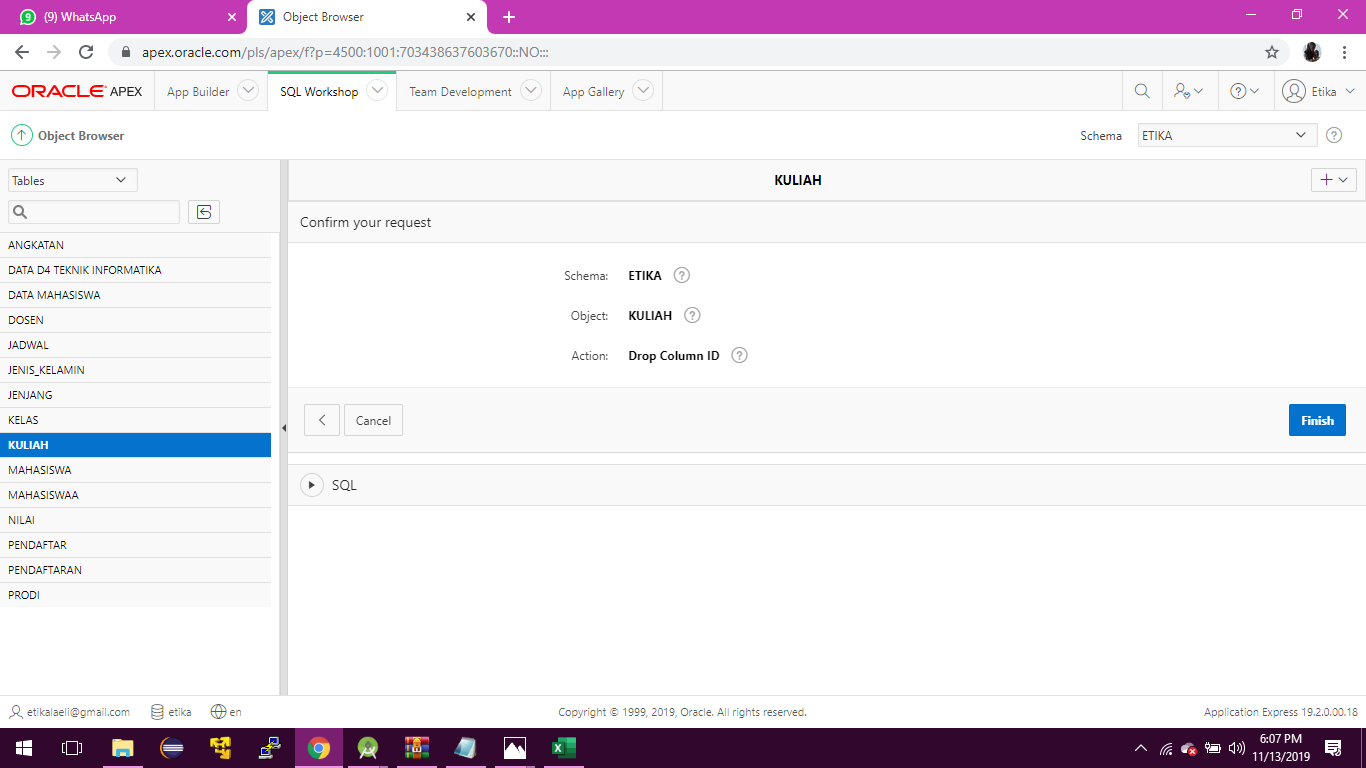 9 (9) WhatsApp
Object Browser
apex.oracle.com/pls/apex/f?p=4500:1001:703438637603670::NO:::
ORACLE APEX App Builder SQL Workshop Team Development App Gallery Etika
Object Browser Schema ETIKA
Tables
KULIAH
Confirm your request
ANGKATAN
DATA D4 TEKNIK INFORMATIKA
DATA MAHASISWA
DOSEN
JADWAL
JENIS_KELAMIN
JENJANG
KELAS
KULIAH
MAHASISWA
MAHASISWAA
NILAI
PENDAFTAR
PENDAFTARAN
PRODI
Schema: ETIKA ?
Object: KULIAH ?
Action: Drop Column ID ?
Cancel Finish
SQL
etikalaeli@gmail.com etika en Copyright © 1999, 2019, Oracle. All rights reserved. Application Express 19.2.0.00.18
6:07 PM
11/13/2019